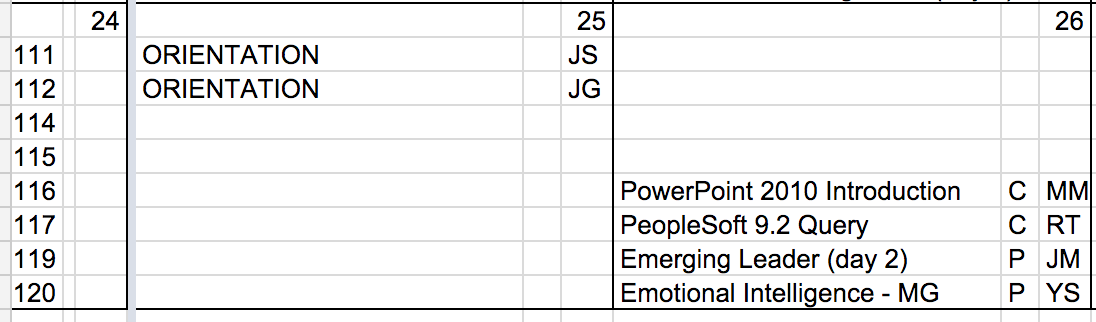 24 25 26
111 ORIENTATION JS
112 ORIENTATION JG
114
115
116 PowerPoint 2010 Introduction C MM
117 PeopleSoft 9.2 Query C RT
119 Emerging Leader (day 2) P JM
120 Emotional Intelligence - MG P YS